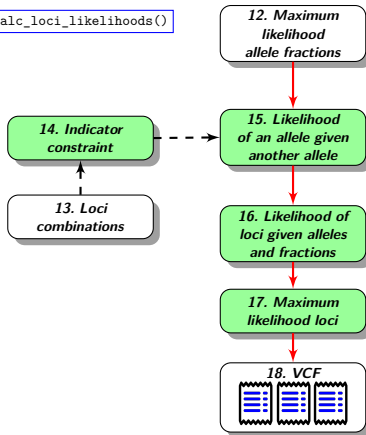 alc_loci_likelihoods()
12. Maximum
likelihood
allele fractions
14. Indicator
constraint
15. Likelihood
of an allele given
another allele
13. Loci
combinations
16. Likelihood of
loci given alleles
and fractions
17. Maximum
likelihood loci
18. VCF